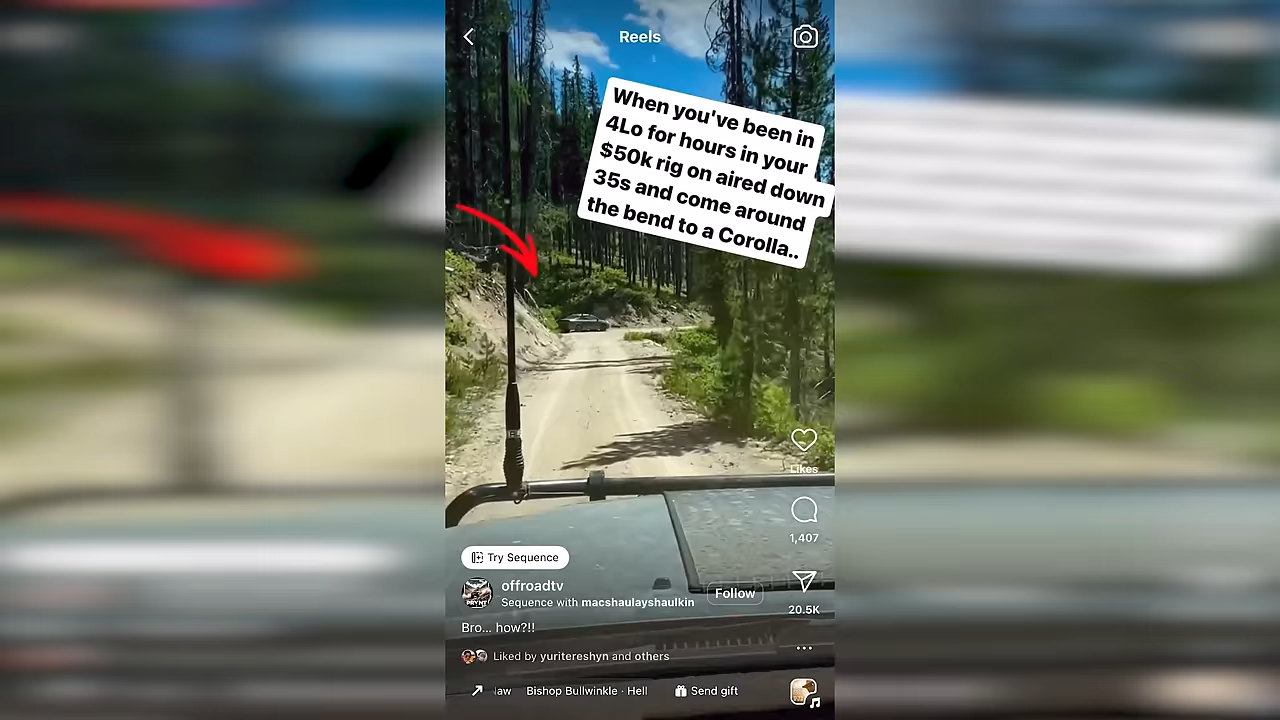 Reels
When you've been in
4Lo for hours in your
$50k rig on aired down
35s and come around
the bend to a Corolla..
Likes
1,407
Try Sequence
offroadtv
Follow
Sequence with macshaulayshaulkin
20.5K
Bro... how?!!
Liked by yuritereshyn and others
law Bishop Bullwinkle · Hell
Send gift